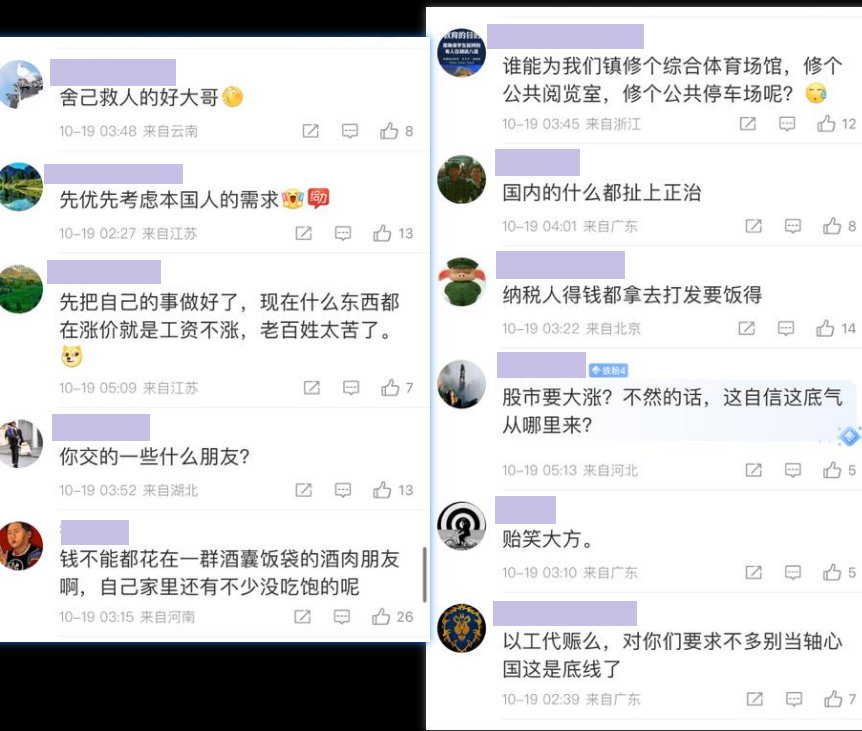 舍己救人的好大哥
10-19 03:48 来自云南
8
先优先考虑本国人的需求
给力
10-19 02:27 来自江苏
13
先把自己的事做好了，现在什么东西都
在涨价就是工资不涨，老百姓太苦了。
10-19 05:09 来自江苏
7
你交的一些什么朋友？
10-19 03:52 来自湖北
13
钱不能都花在一群酒囊饭袋的酒肉朋友
啊，自己家里还有不少没吃饱的呢
10-19 03:15 来自河南
26
谁能为我们镇修个综合体育场馆，修个
公共阅览室，修个公共停车场呢？
10-19 03:45 来自浙江
12
国内的什么都扯上正治
10-19 04:01 来自广东
8
纳税人得钱都拿去打发要饭得
10-19 03:22 来自北京
14
铁粉4
股市要大涨？不然的话，这自信这底气
从哪里来？
10-19 05:13 来自河北
5
贻笑大方。
10-19 03:10 来自广东
5
以工代赈么，对你们要求不多别当轴心
国这是底线了
10-19 02:39 来自广东
7